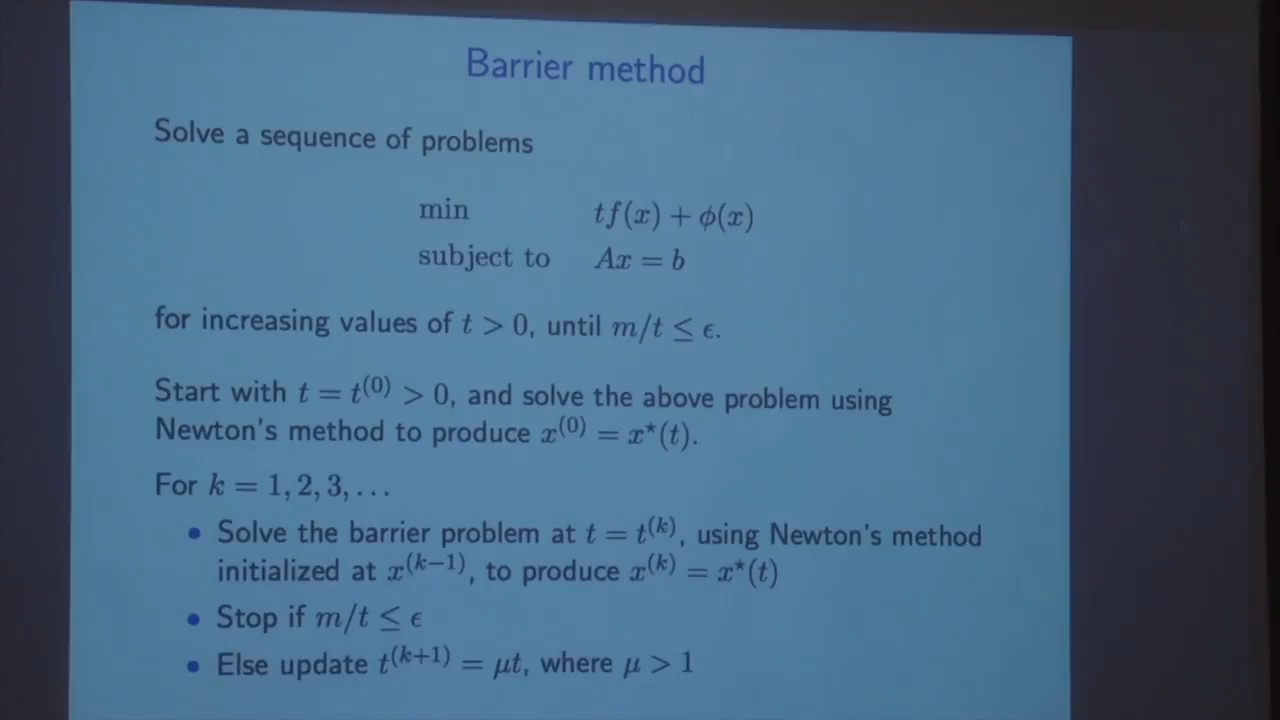 Barrier method
Solve a sequence of problems
min tf(x) + ϕ(x)
subject to Ax = b
for increasing values of t > 0, until m/t ≤ ϵ.
Start with t = t^(0) > 0, and solve the above problem using
Newton's method to produce x^(0) = x⋆(t).
For k = 1, 2, 3, ...
• Solve the barrier problem at t = t^(k), using Newton's method
initialized at x^(k−1), to produce x^(k) = x⋆(t)
• Stop if m/t ≤ ϵ
• Else update t^(k+1) = μt, where μ > 1